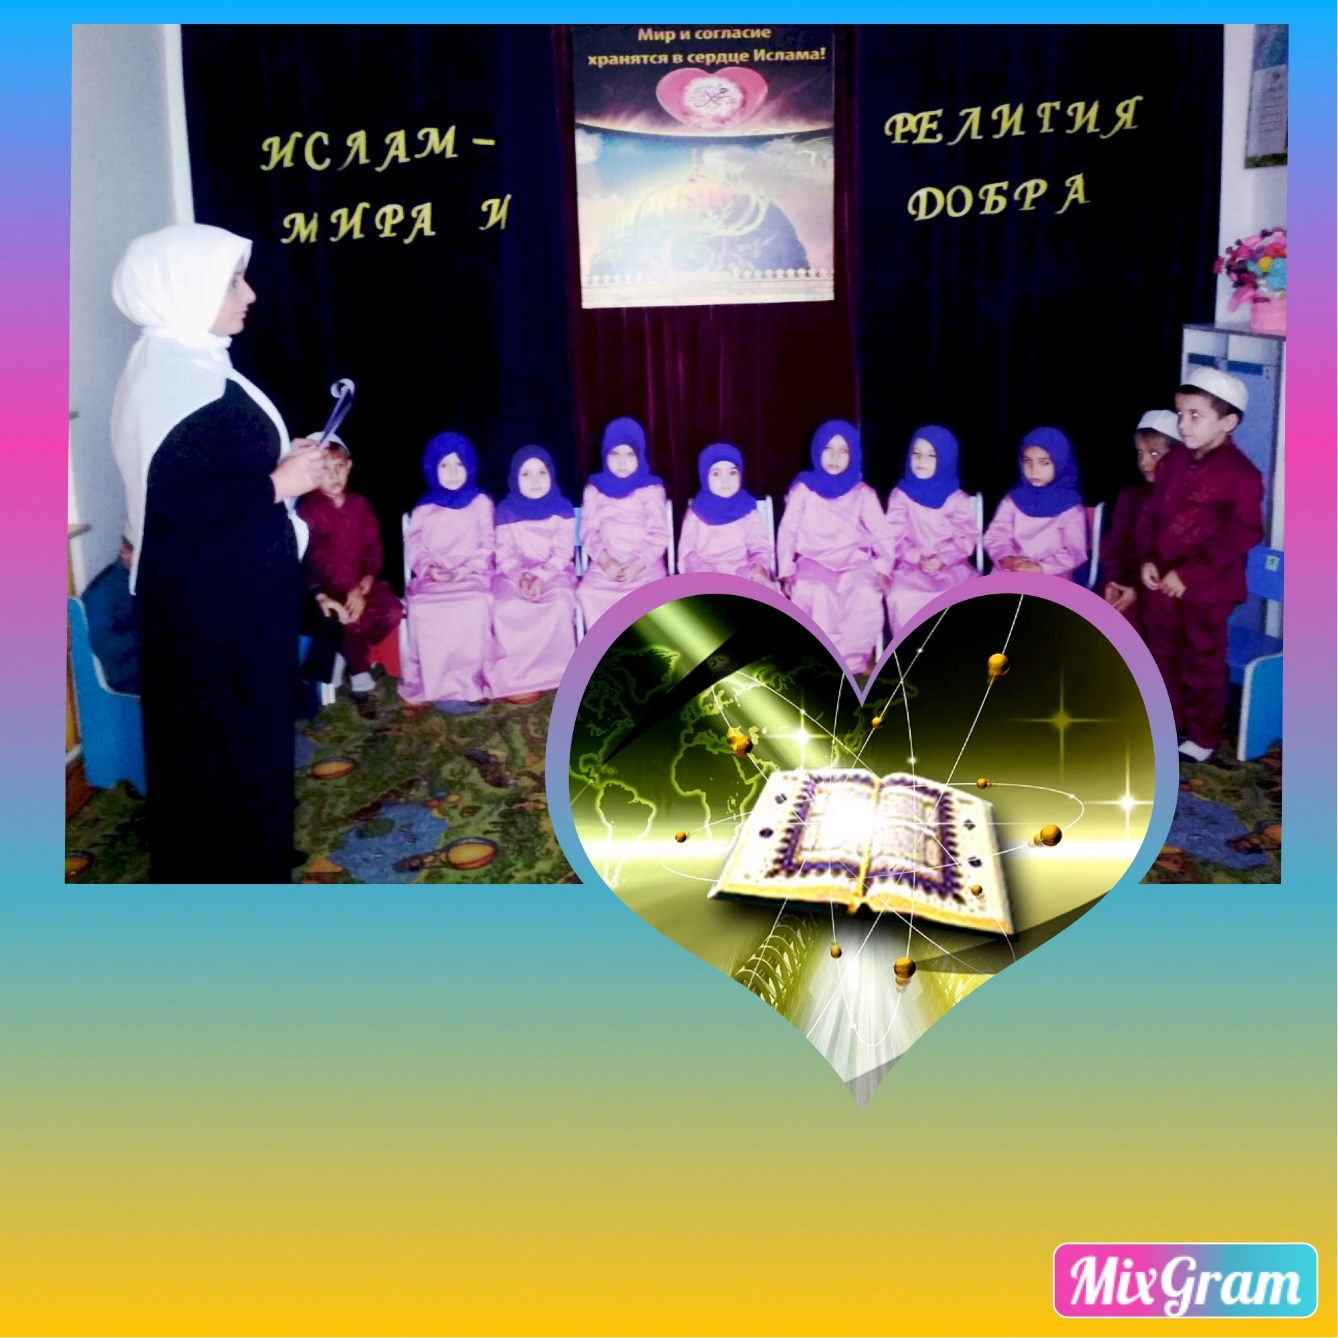 Мир и согласие
хранятся в сердце Ислама!
ИСЛАМ - РЕЛИГИЯ
МИРА И ДОБРА
MixGram